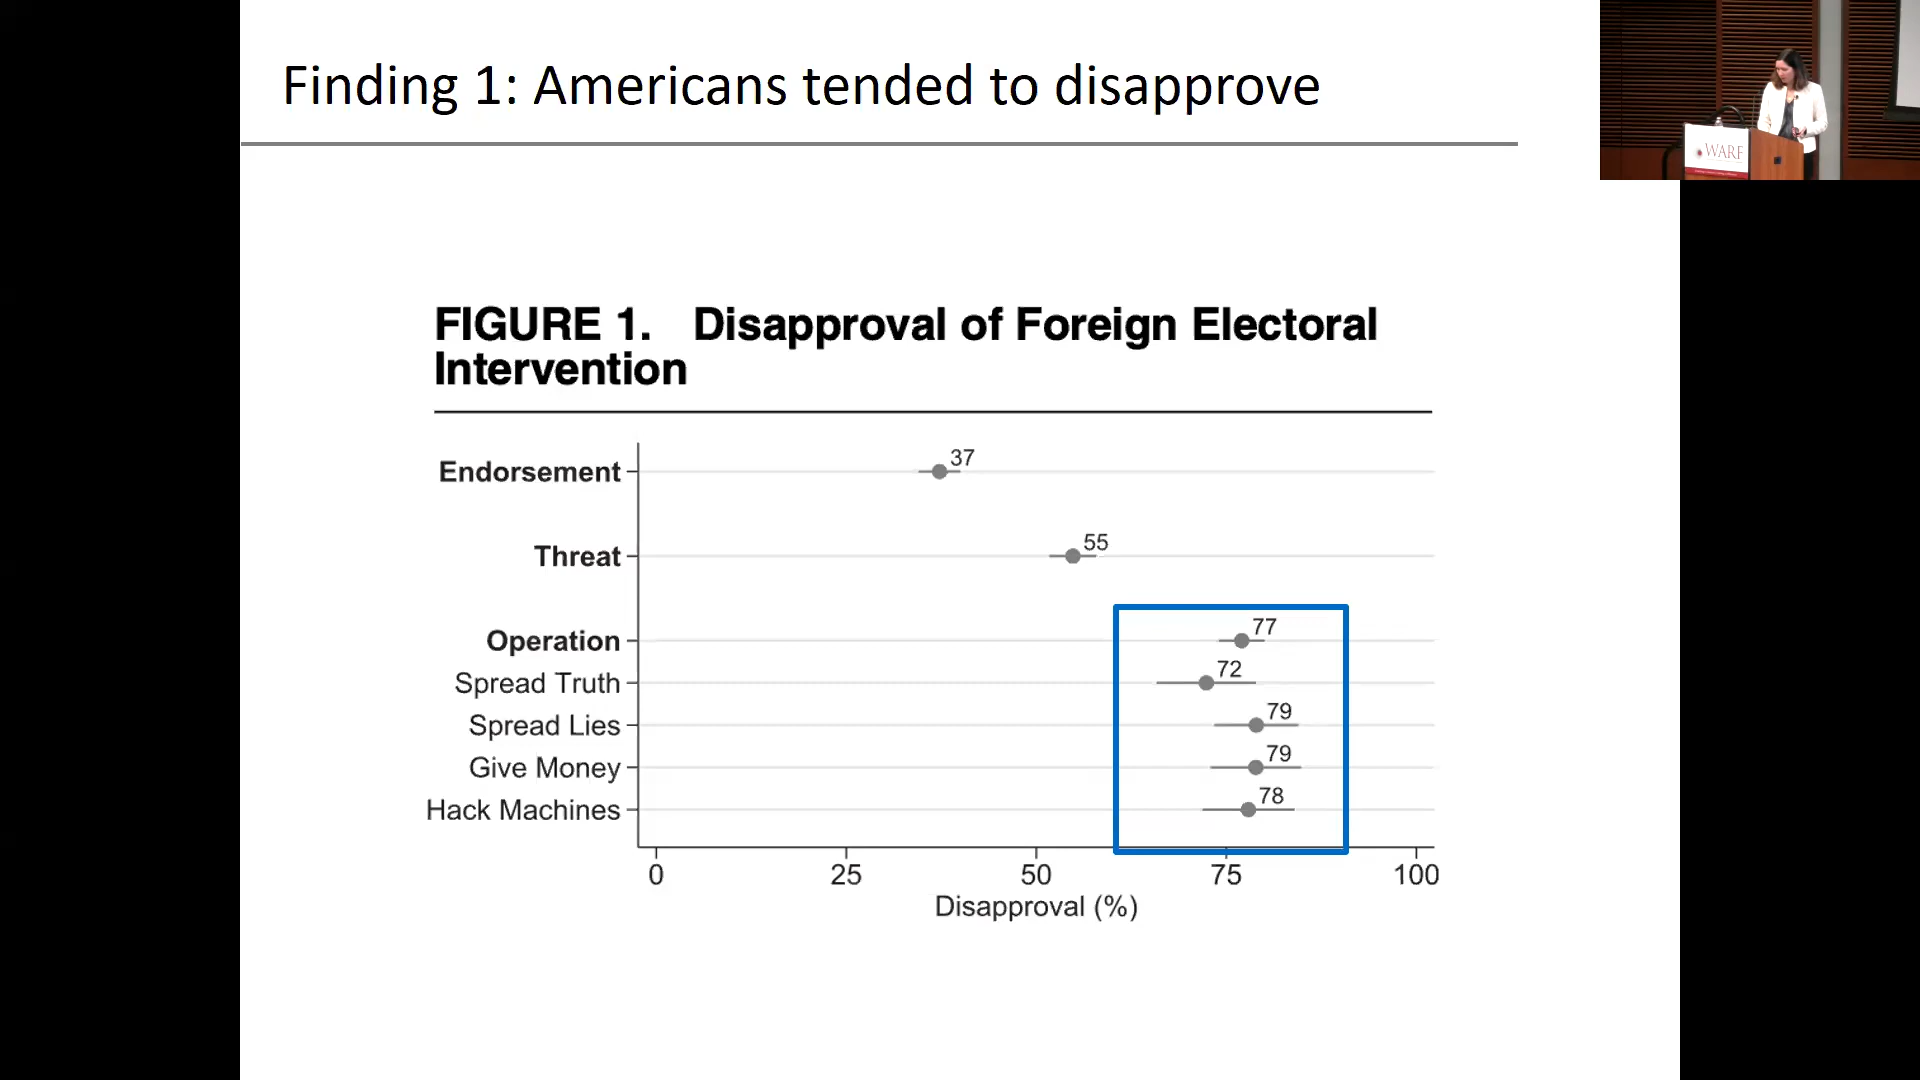 Finding 1: Americans tended to disapprove
WARF
FIGURE 1. Disapproval of Foreign Electoral
Intervention
Endorsement 37
Threat 55
Operation 77
Spread Truth 72
Spread Lies 79
Give Money 79
Hack Machines 78
0 25 50 75 100
Disapproval (%)